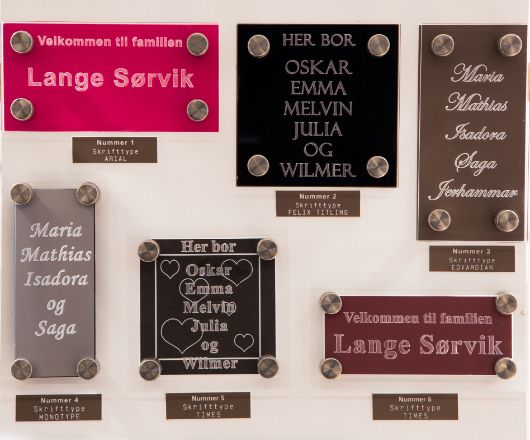 Velkommen til familien
Lange Sørvik
Nummer 1
Skrifttype
ARIAL
HER BOR
OSKAR
EMMA
MELVIN
JULIA
OG
WILMER
Nummer 2
Skrifttype
FELIX TITLING
Maria
Mathias
Isadora
Saga
Jerhammar
Nummer 3
Skrifttype
EDVARDIAN
Maria
Mathias
Isadora
og
Saga
Nummer 4
Skrifttype
MONOTYPE
Her bor
Oskar
Emma
Melvin
Julia
og
Wilmer
Nummer 5
Skrifttype
TIMES
Velkommen til familien
Lange Sørvik
Nummer 6
Skrifttype
TIMES